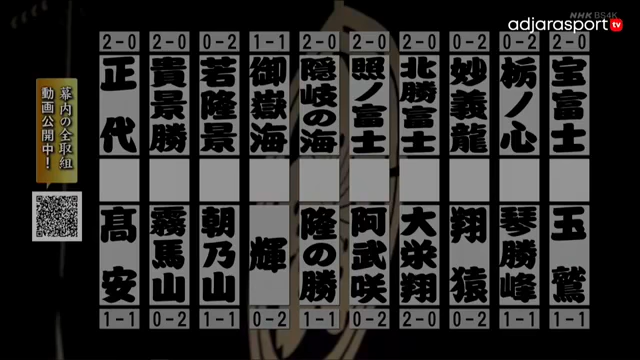 NHK BS4K
adjarasport tv
2-0 2-0 0-2 1-1 2-0 2-0 2-0 0-2 0-2 2-0
正代 貴景勝 若隆景 御嶽海 隠岐の海 照ノ富士 北勝富士 妙義龍 栃ノ心 宝富士
高安 霧馬山 朝乃山 輝 隆の勝 阿武咲 大栄翔 翔猿 琴勝峰 玉鷲
1-1 0-2 1-1 0-2 1-1 0-2 2-0 0-2 1-1 1-1
幕内の全取組
動画公開中!